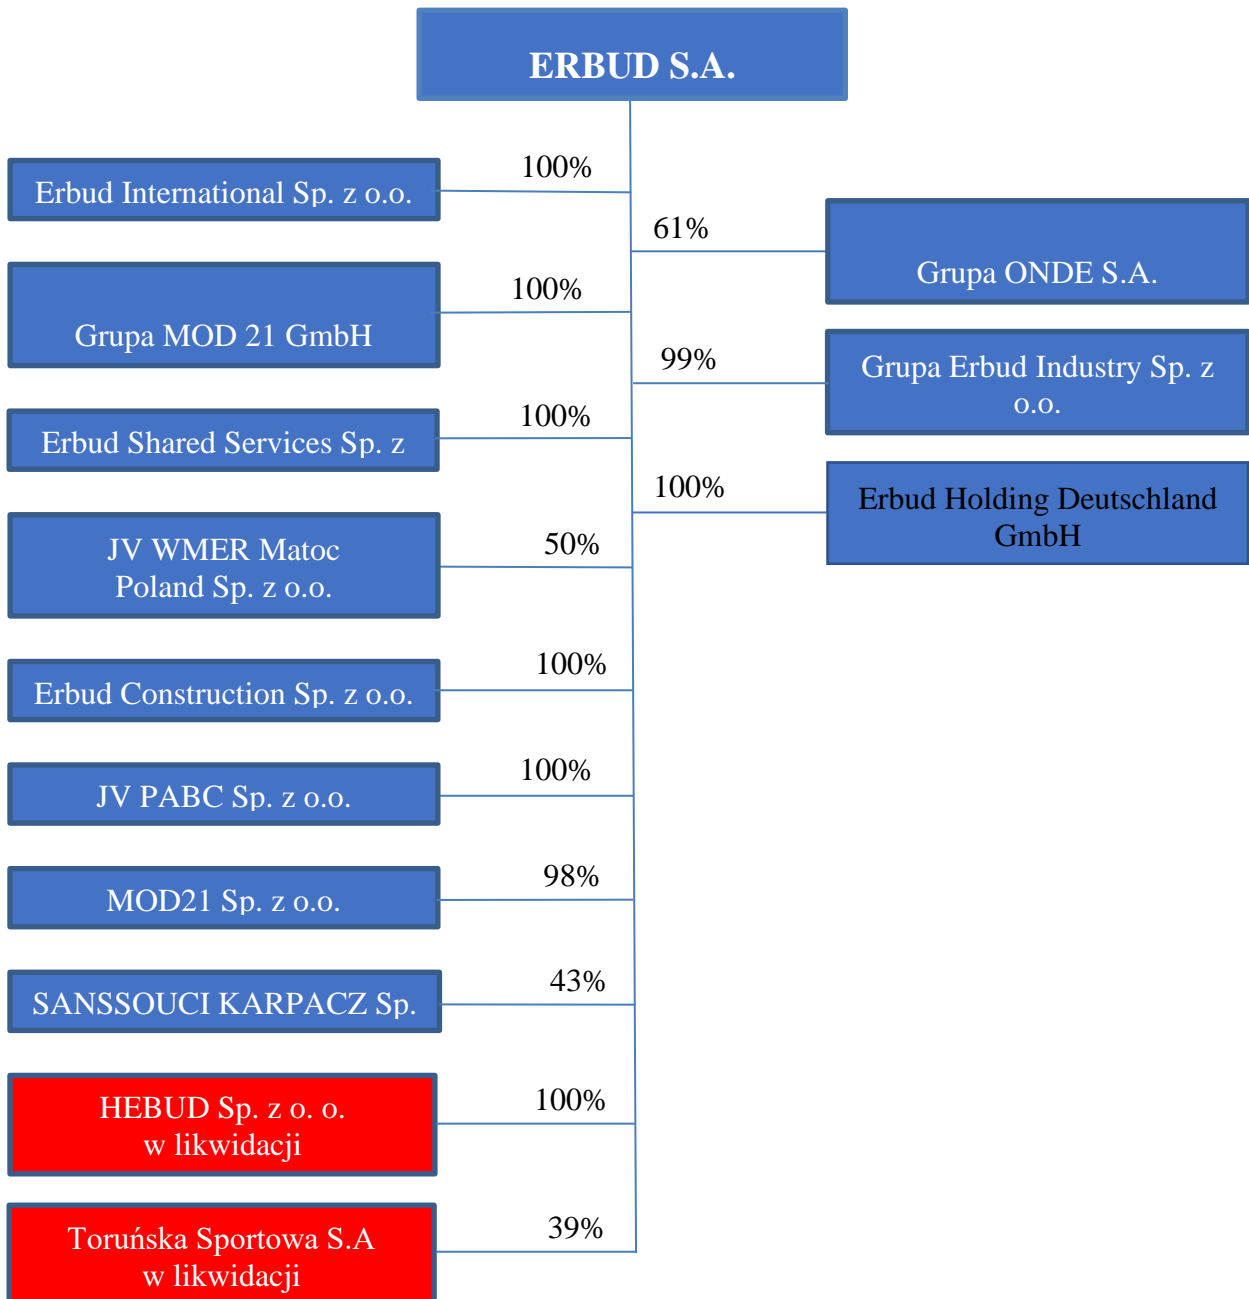 ERBUD S.A.
100%
Erbud International Sp. z o.o.
61%
Grupa ONDE S.A.
100%
Grupa MOD 21 GmbH
99%
Grupa Erbud Industry Sp. z
o.o.
100%
Erbud Shared Services Sp. z
100%
Erbud Holding Deutschland
GmbH
50%
JV WMER Matoc
Poland Sp. z o.o.
100%
Erbud Construction Sp. z o.o.
100%
JV PABC Sp. z o.o.
98%
MOD21 Sp. z o.o.
43%
SANSSOUCI KARPACZ Sp.
100%
HEBUD Sp. z o. o.
w likwidacji
39%
Toruńska Sportowa S.A
w likwidacji